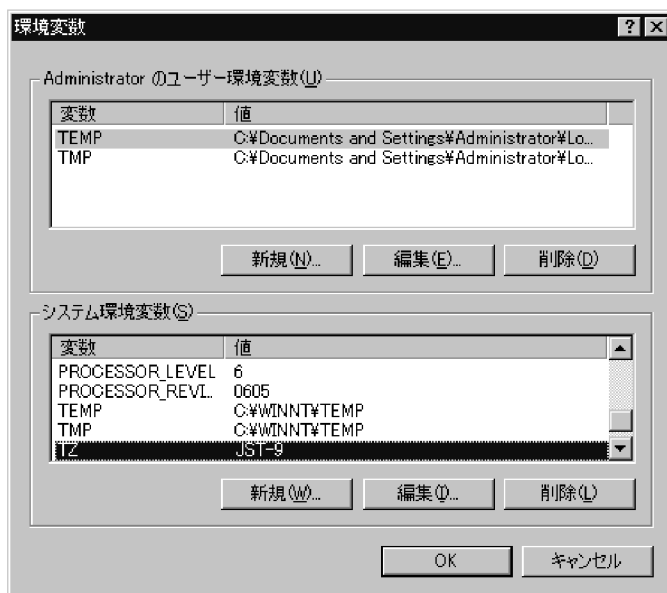 環境変数
Administrator のユーザー環境変数(U)
変数 値
TEMP C:¥Documents and Settings¥Administrator¥Lo...
TMP C:¥Documents and Settings¥Administrator¥Lo...
新規(N)... 編集(E)... 削除(D)
システム環境変数(S)
変数 値
PROCESSOR_LEVEL 6
PROCESSOR_REVI... 0605
TEMP C:¥WINNT¥TEMP
TMP C:¥WINNT¥TEMP
TZ JST-9
新規(W)... 編集(I)... 削除(L)
OK キャンセル